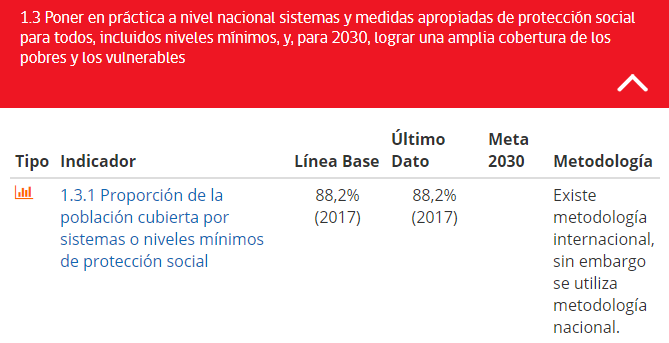 1.3 Poner en práctica a nivel nacional sistemas y medidas apropiadas de protección social
para todos, incluidos niveles mínimos, y, para 2030, lograr una amplia cobertura de los
pobres y los vulnerables
Tipo Indicador Línea Base Último Dato Meta 2030 Metodología
1.3.1 Proporción de la
población cubierta por
sistemas o niveles mínimos
de protección social
88,2%
(2017)
88,2%
(2017)
Existe
metodología
internacional,
sin embargo
se utiliza
metodología
nacional.